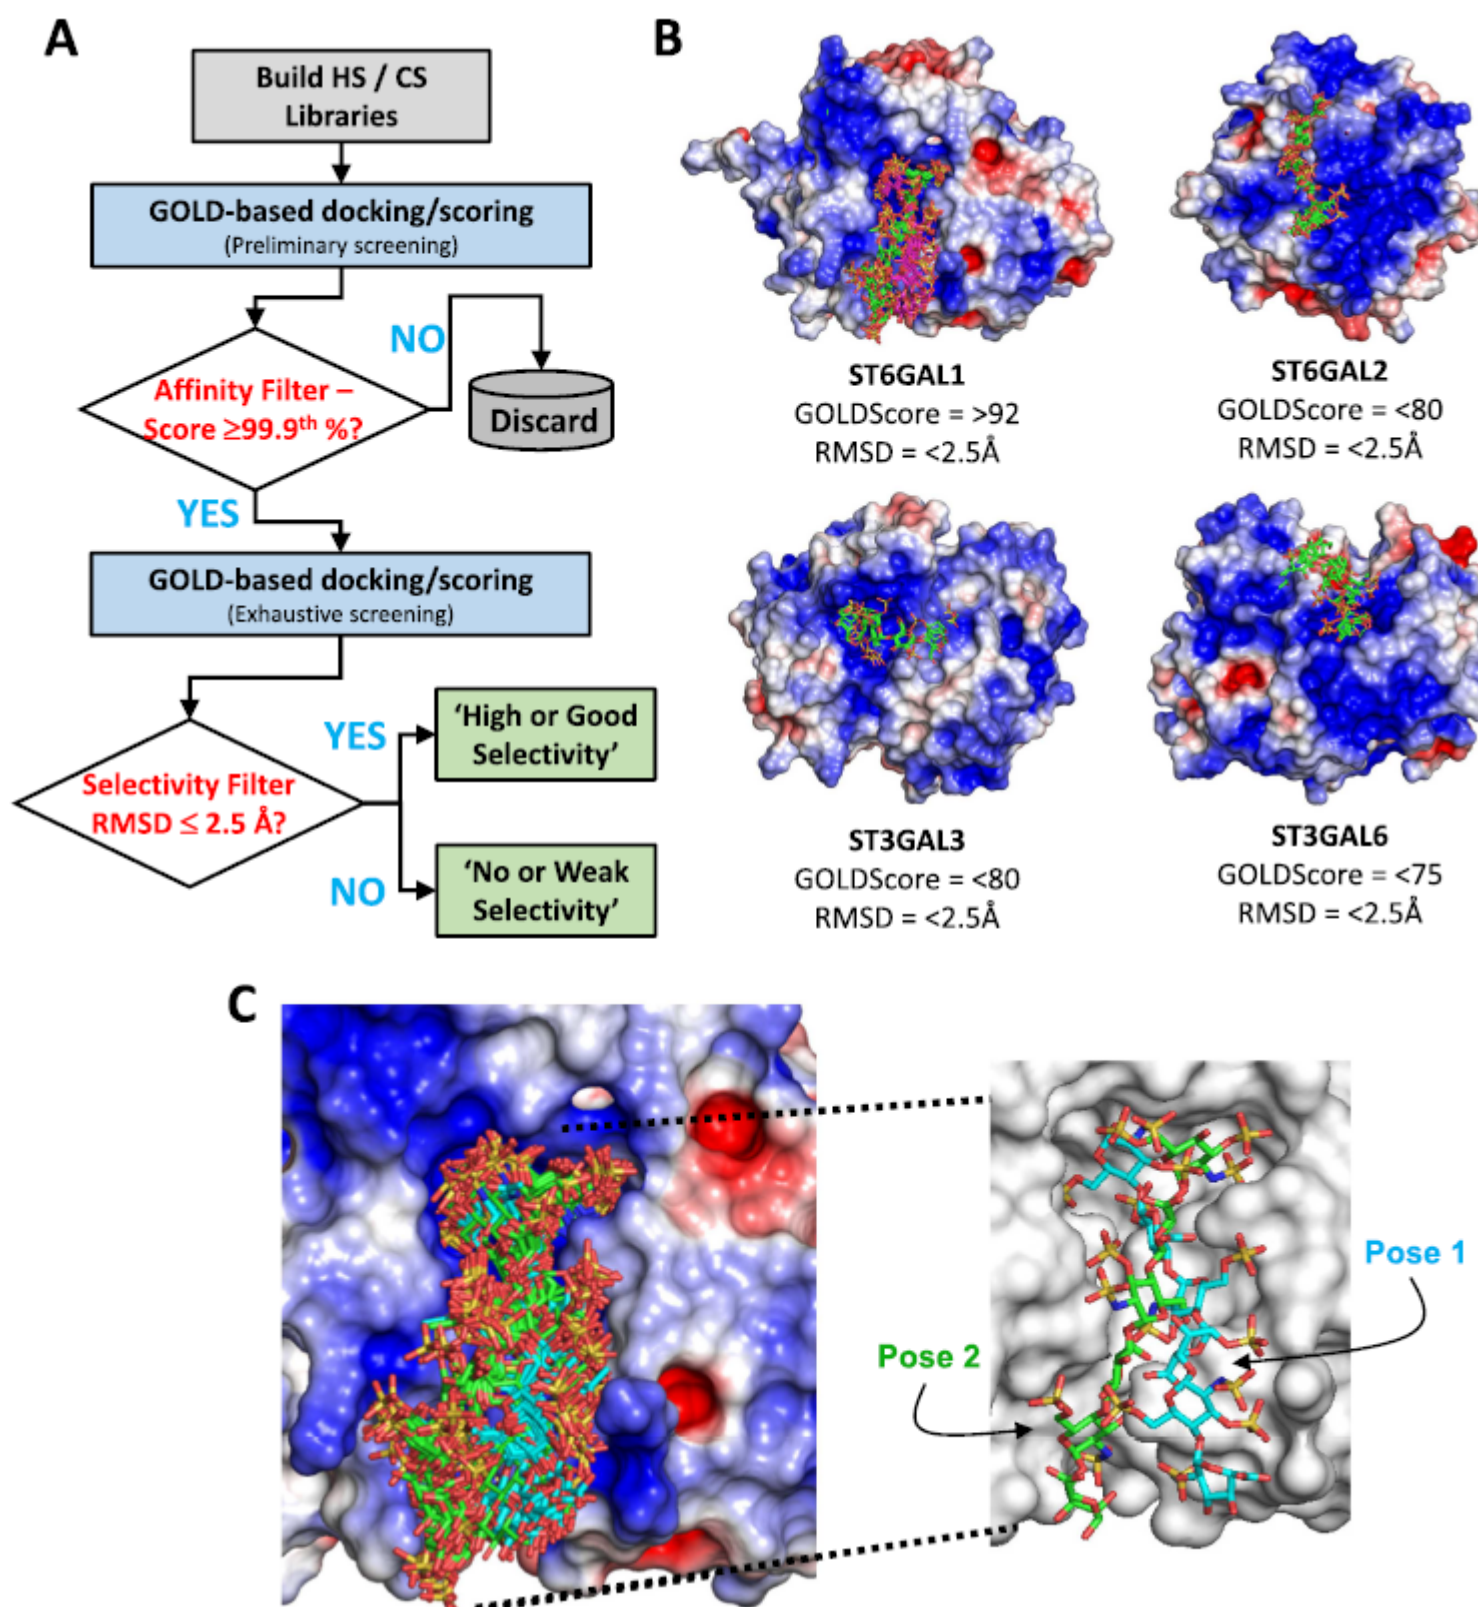 A
Build HS / CS
Libraries
GOLD-based docking/scoring
(Preliminary screening)
NO
Affinity Filter –
Score ≥99.9th %?
Discard
YES
GOLD-based docking/scoring
(Exhaustive screening)
YES
'High or Good
Selectivity'
Selectivity Filter
RMSD ≤ 2.5 Å?
NO
'No or Weak
Selectivity'
B
ST6GAL1
GOLDScore = >92
RMSD = <2.5Å
ST6GAL2
GOLDScore = <80
RMSD = <2.5Å
ST3GAL3
GOLDScore = <80
RMSD = <2.5Å
ST3GAL6
GOLDScore = <75
RMSD = <2.5Å
C
Pose 1
Pose 2